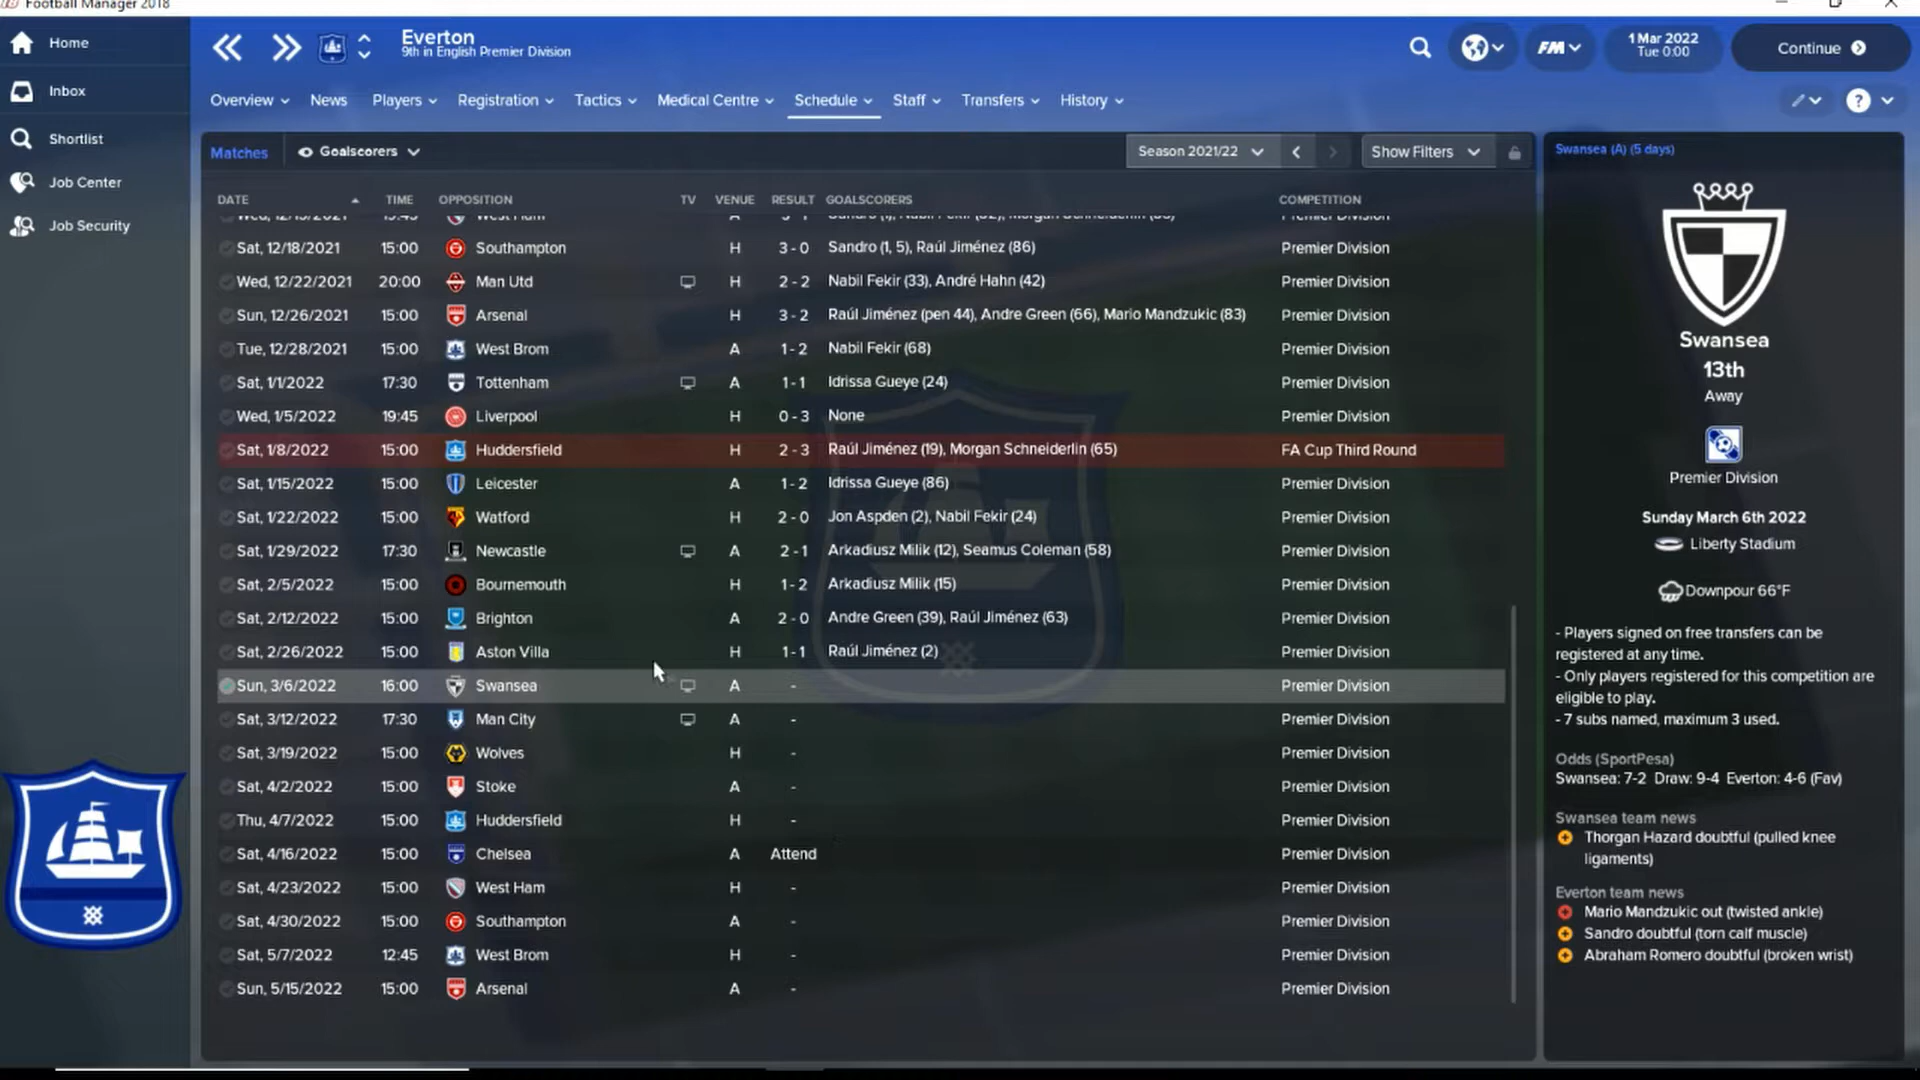 Football Manager 2018
Home
Inbox
Shortlist
Job Center
Job Security
Everton
9th in English Premier Division
FM
1 Mar 2022
Tue 0:00
Continue
Overview News Players Registration Tactics Medical Centre Schedule Staff Transfers History
?
Matches Goalscorers Season 2021/22 Show Filters
DATE TIME OPPOSITION TV VENUE RESULT GOALSCORERS COMPETITION
Sat, 12/18/2021 15:00 Southampton H 3 - 0 Sandro (1, 5), Raúl Jiménez (86) Premier Division
Wed, 12/22/2021 20:00 Man Utd H 2 - 2 Nabil Fekir (33), André Hahn (42) Premier Division
Sun, 12/26/2021 15:00 Arsenal H 3 - 2 Raúl Jiménez (pen 44), Andre Green (66), Mario Mandzukic (83) Premier Division
Tue, 12/28/2021 15:00 West Brom A 1 - 2 Nabil Fekir (68) Premier Division
Sat, 1/1/2022 17:30 Tottenham A 1 - 1 Idrissa Gueye (24) Premier Division
Wed, 1/5/2022 19:45 Liverpool H 0 - 3 None Premier Division
Sat, 1/8/2022 15:00 Huddersfield H 2 - 3 Raúl Jiménez (19), Morgan Schneiderlin (65) FA Cup Third Round
Sat, 1/15/2022 15:00 Leicester A 1 - 2 Idrissa Gueye (86) Premier Division
Sat, 1/22/2022 15:00 Watford H 2 - 0 Jon Aspden (2), Nabil Fekir (24) Premier Division
Sat, 1/29/2022 17:30 Newcastle A 2 - 1 Arkadiusz Milik (12), Seamus Coleman (58) Premier Division
Sat, 2/5/2022 15:00 Bournemouth H 1 - 2 Arkadiusz Milik (15) Premier Division
Sat, 2/12/2022 15:00 Brighton A 2 - 0 Andre Green (39), Raúl Jiménez (63) Premier Division
Sat, 2/26/2022 15:00 Aston Villa H 1 - 1 Raúl Jiménez (2) Premier Division
Sun, 3/6/2022 16:00 Swansea A - Premier Division
Sat, 3/12/2022 17:30 Man City A - Premier Division
Sat, 3/19/2022 15:00 Wolves H - Premier Division
Sat, 4/2/2022 15:00 Stoke A - Premier Division
Thu, 4/7/2022 15:00 Huddersfield H - Premier Division
Sat, 4/16/2022 15:00 Chelsea A Attend Premier Division
Sat, 4/23/2022 15:00 West Ham H - Premier Division
Sat, 4/30/2022 15:00 Southampton A - Premier Division
Sat, 5/7/2022 12:45 West Brom H - Premier Division
Sun, 5/15/2022 15:00 Arsenal A - Premier Division
Swansea (A) (5 days)
Swansea
13th
Away
Premier Division
Sunday March 6th 2022
Liberty Stadium
Downpour 66°F
- Players signed on free transfers can be
registered at any time.
- Only players registered for this competition are
eligible to play.
- 7 subs named, maximum 3 used.
Odds (SportPesa)
Swansea: 7-2 Draw: 9-4 Everton: 4-6 (Fav)
Swansea team news
Thorgan Hazard doubtful (pulled knee
ligaments)
Everton team news
Mario Mandzukic out (twisted ankle)
Sandro doubtful (torn calf muscle)
Abraham Romero doubtful (broken wrist)